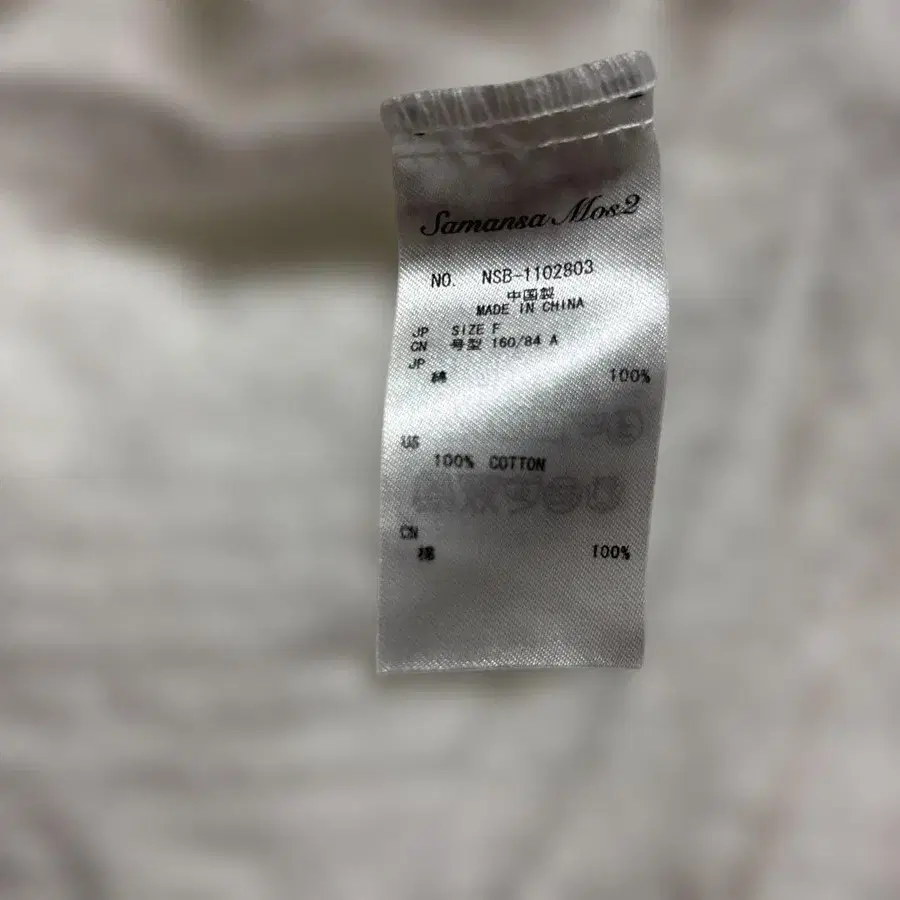 Samansa Mos2
NO. NSB-1102803
中国製
MADE IN CHINA
JP SIZE F
CN 号型 160/84 A
JP
綿 100%
US
100% COTTON
CN
棉 100%